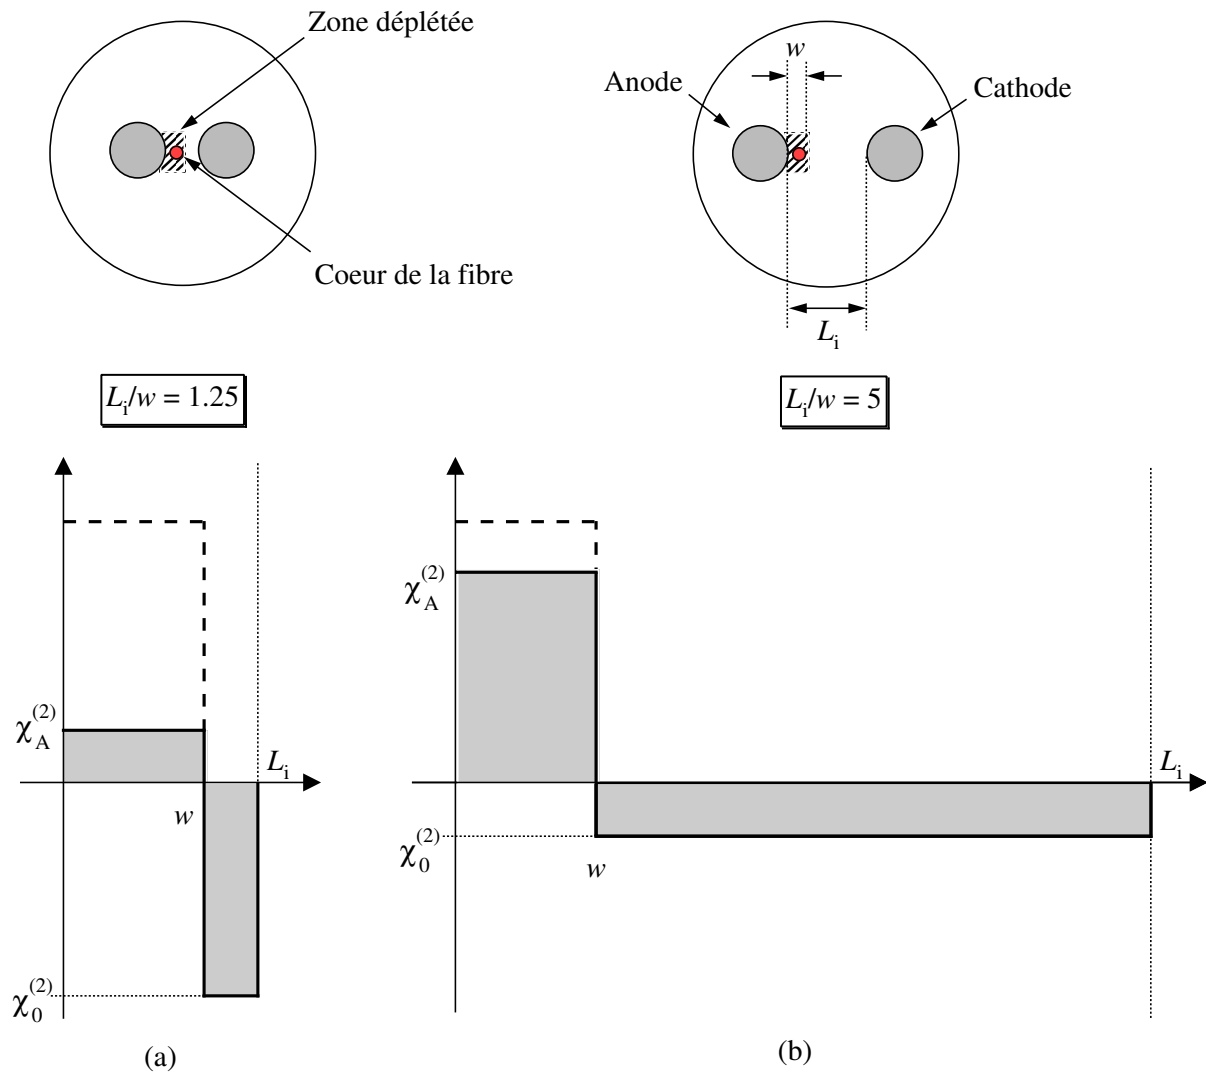 Zone déplétée
Coeur de la fibre
w
Anode
Cathode
L_i
L_i/w = 1.25
L_i/w = 5
χ_A^(2)
L_i
w
χ_0^(2)
(a)
χ_A^(2)
L_i
χ_0^(2)
w
(b)